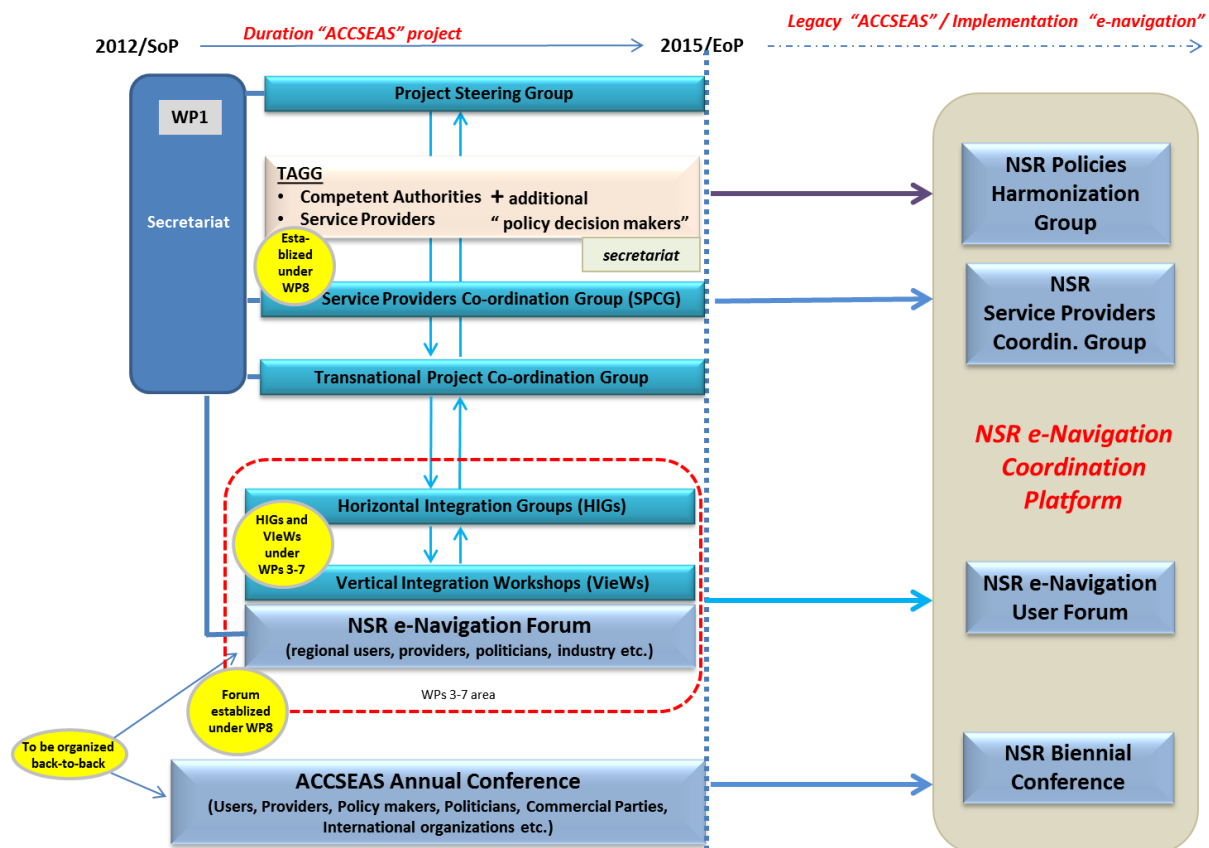 2012/SoP
Duration “ACCSEAS” project
2015/EoP
Legacy “ACCSEAS” / Implementation “e-navigation”
WP1
Secretariat
Project Steering Group
TAGG
• Competent Authorities + additional
• Service Providers “ policy decision makers”
secretariat
Esta-
blized
under
WP8
Service Providers Co-ordination Group (SPCG)
Transnational Project Co-ordination Group
Horizontal Integration Groups (HIGs)
HIGs and
VIeWs
under
WPs 3-7
Vertical Integration Workshops (VieWs)
NSR e-Navigation Forum
(regional users, providers, politicians, industry etc.)
WPs 3-7 area
Forum
establized
under WP8
To be organized
back-to-back
ACCSEAS Annual Conference
(Users, Providers, Policy makers, Politicians, Commercial Parties,
International organizations etc.)
NSR Policies
Harmonization
Group
NSR
Service Providers
Coordin. Group
NSR e-Navigation
Coordination
Platform
NSR e-Navigation
User Forum
NSR Biennial
Conference